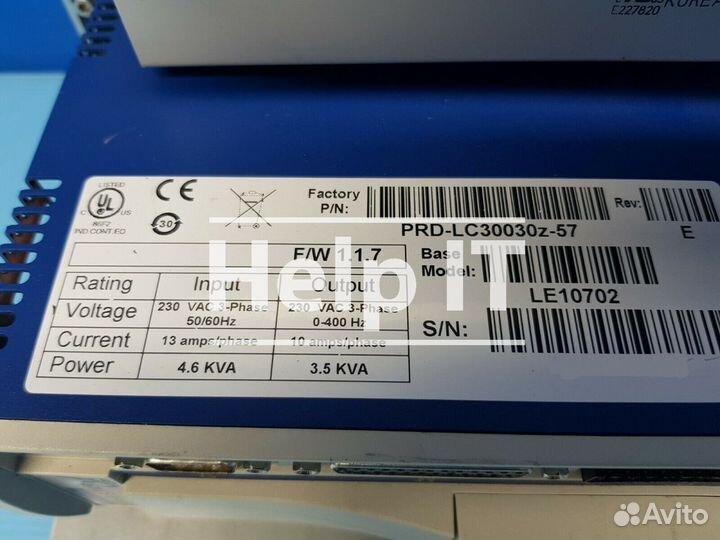 KOREA
E227820
LISTED
UL
C US
IND.CONT.EQ
CE
30
Factory
P/N:
PRD-LC30030z-57
Rev:
E
F/W 1.1.7
Base
Model:
LE10702
S/N:
Rating Input Output
Voltage 230 VAC 3-Phase 50/60Hz 230 VAC 3-Phase 0-400 Hz
Current 13 amps/phase 10 amps/phase
Power 4.6 KVA 3.5 KVA
Help IT
Avito